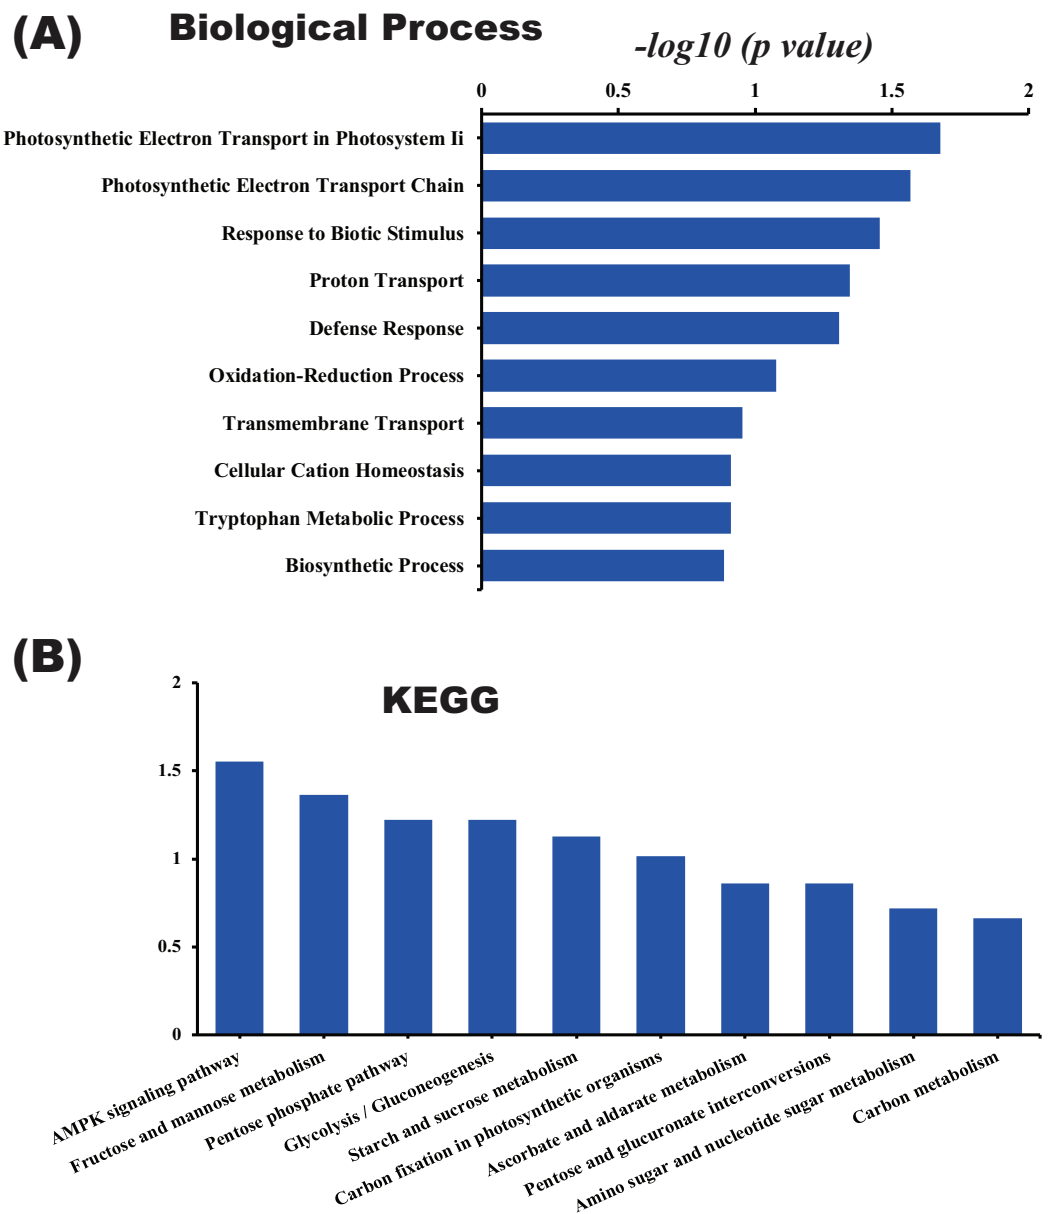 (A)
Biological Process
-log10 (p value)
0 0.5 1 1.5 2
Photosynthetic Electron Transport in Photosystem Ii
Photosynthetic Electron Transport Chain
Response to Biotic Stimulus
Proton Transport
Defense Response
Oxidation-Reduction Process
Transmembrane Transport
Cellular Cation Homeostasis
Tryptophan Metabolic Process
Biosynthetic Process
(B)
KEGG
2
1.5
1
0.5
0
AMPK signaling pathway
Fructose and mannose metabolism
Pentose phosphate pathway
Glycolysis / Gluconeogenesis
Starch and sucrose metabolism
Carbon fixation in photosynthetic organisms
Ascorbate and aldarate metabolism
Pentose and glucuronate interconversions
Amino sugar and nucleotide sugar metabolism
Carbon metabolism